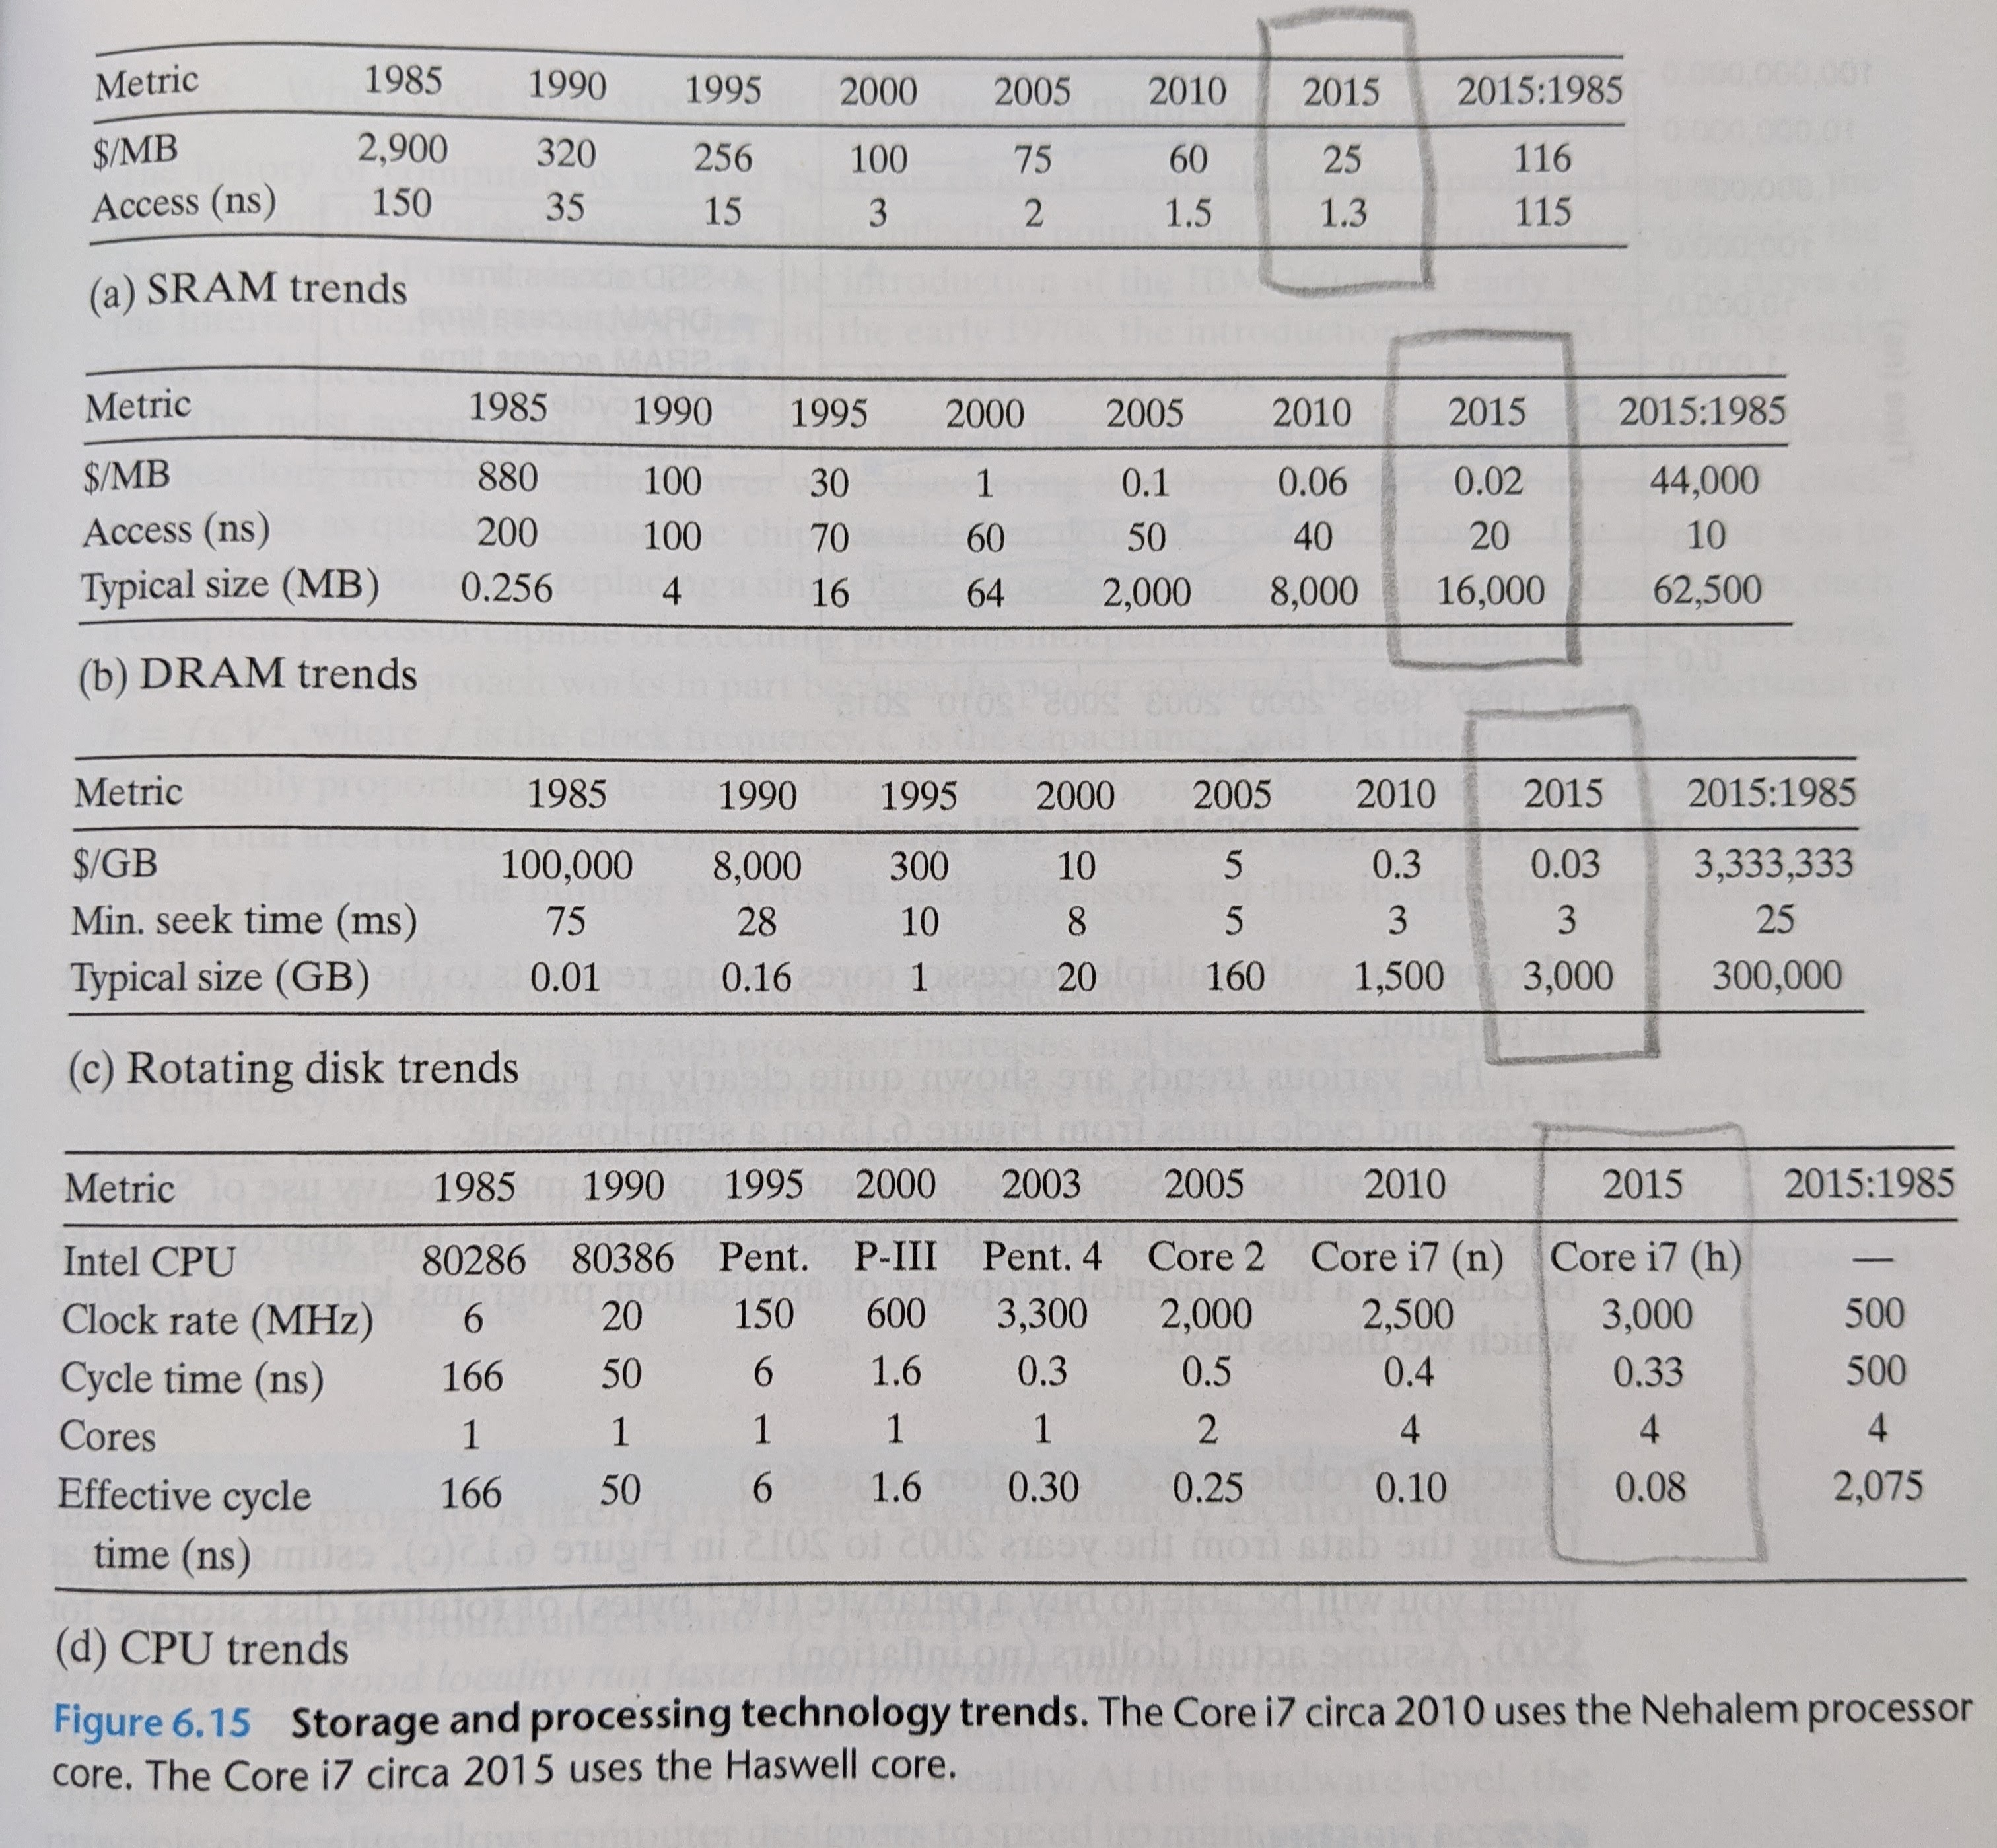 Metric 1985 1990 1995 2000 2005 2010 2015 2015:1985
$/MB 2,900 320 256 100 75 60 25 116
Access (ns) 150 35 15 3 2 1.5 1.3 115
(a) SRAM trends
Metric 1985 1990 1995 2000 2005 2010 2015 2015:1985
$/MB 880 100 30 1 0.1 0.06 0.02 44,000
Access (ns) 200 100 70 60 50 40 20 10
Typical size (MB) 0.256 4 16 64 2,000 8,000 16,000 62,500
(b) DRAM trends
Metric 1985 1990 1995 2000 2005 2010 2015 2015:1985
$/GB 100,000 8,000 300 10 5 0.3 0.03 3,333,333
Min. seek time (ms) 75 28 10 8 5 3 3 25
Typical size (GB) 0.01 0.16 1 20 160 1,500 3,000 300,000
(c) Rotating disk trends
Metric 1985 1990 1995 2000 2003 2005 2010 2015 2015:1985
Intel CPU 80286 80386 Pent. P-III Pent. 4 Core 2 Core i7 (n) Core i7 (h) —
Clock rate (MHz) 6 20 150 600 3,300 2,000 2,500 3,000 500
Cycle time (ns) 166 50 6 1.6 0.3 0.5 0.4 0.33 500
Cores 1 1 1 1 1 2 4 4 4
Effective cycle 166 50 6 1.6 0.30 0.25 0.10 0.08 2,075
time (ns)
(d) CPU trends
Figure 6.15 Storage and processing technology trends. The Core i7 circa 2010 uses the Nehalem processor
core. The Core i7 circa 2015 uses the Haswell core.